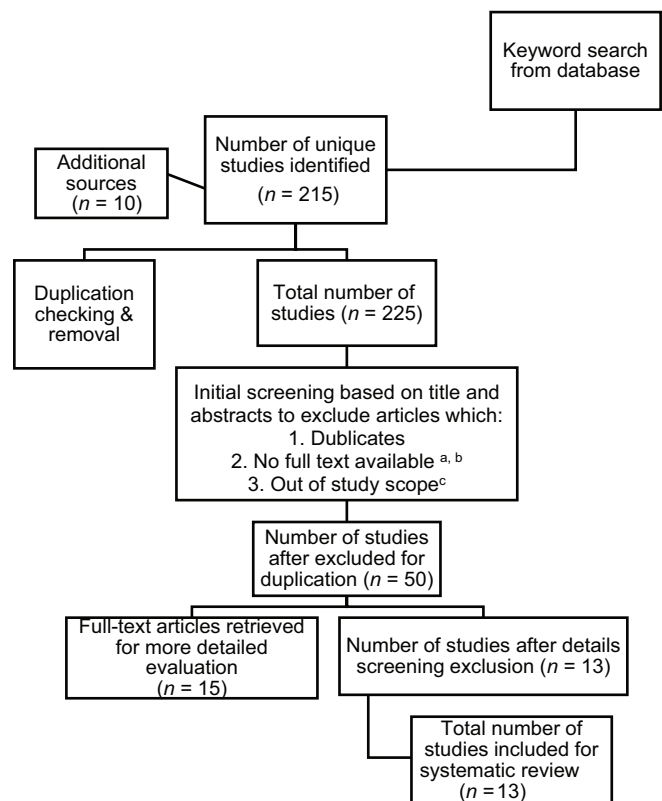 Keyword search
from database
Number of unique
studies identified
(n = 215)
Additional
sources
(n = 10)
Duplication
checking &
removal
Total number of
studies (n = 225)
Initial screening based on title and
abstracts to exclude articles which:
1. Dublicates
2. No full text available a, b
3. Out of study scopec
Number of studies
after excluded for
duplication (n = 50)
Full-text articles retrieved
for more detailed
evaluation
(n = 15)
Number of studies after details
screening exclusion (n = 13)
Total number of
studies included for
systematic review
(n =13)